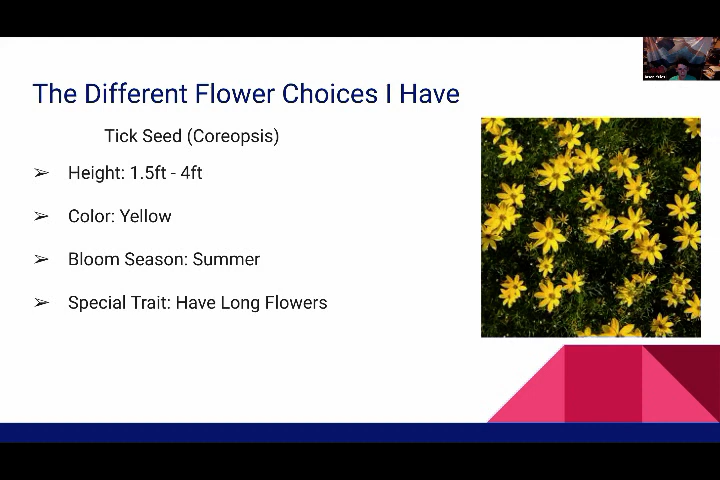 The Different Flower Choices I Have
Tick Seed (Coreopsis)
➢ Height: 1.5ft - 4ft
➢ Color: Yellow
➢ Bloom Season: Summer
➢ Special Trait: Have Long Flowers